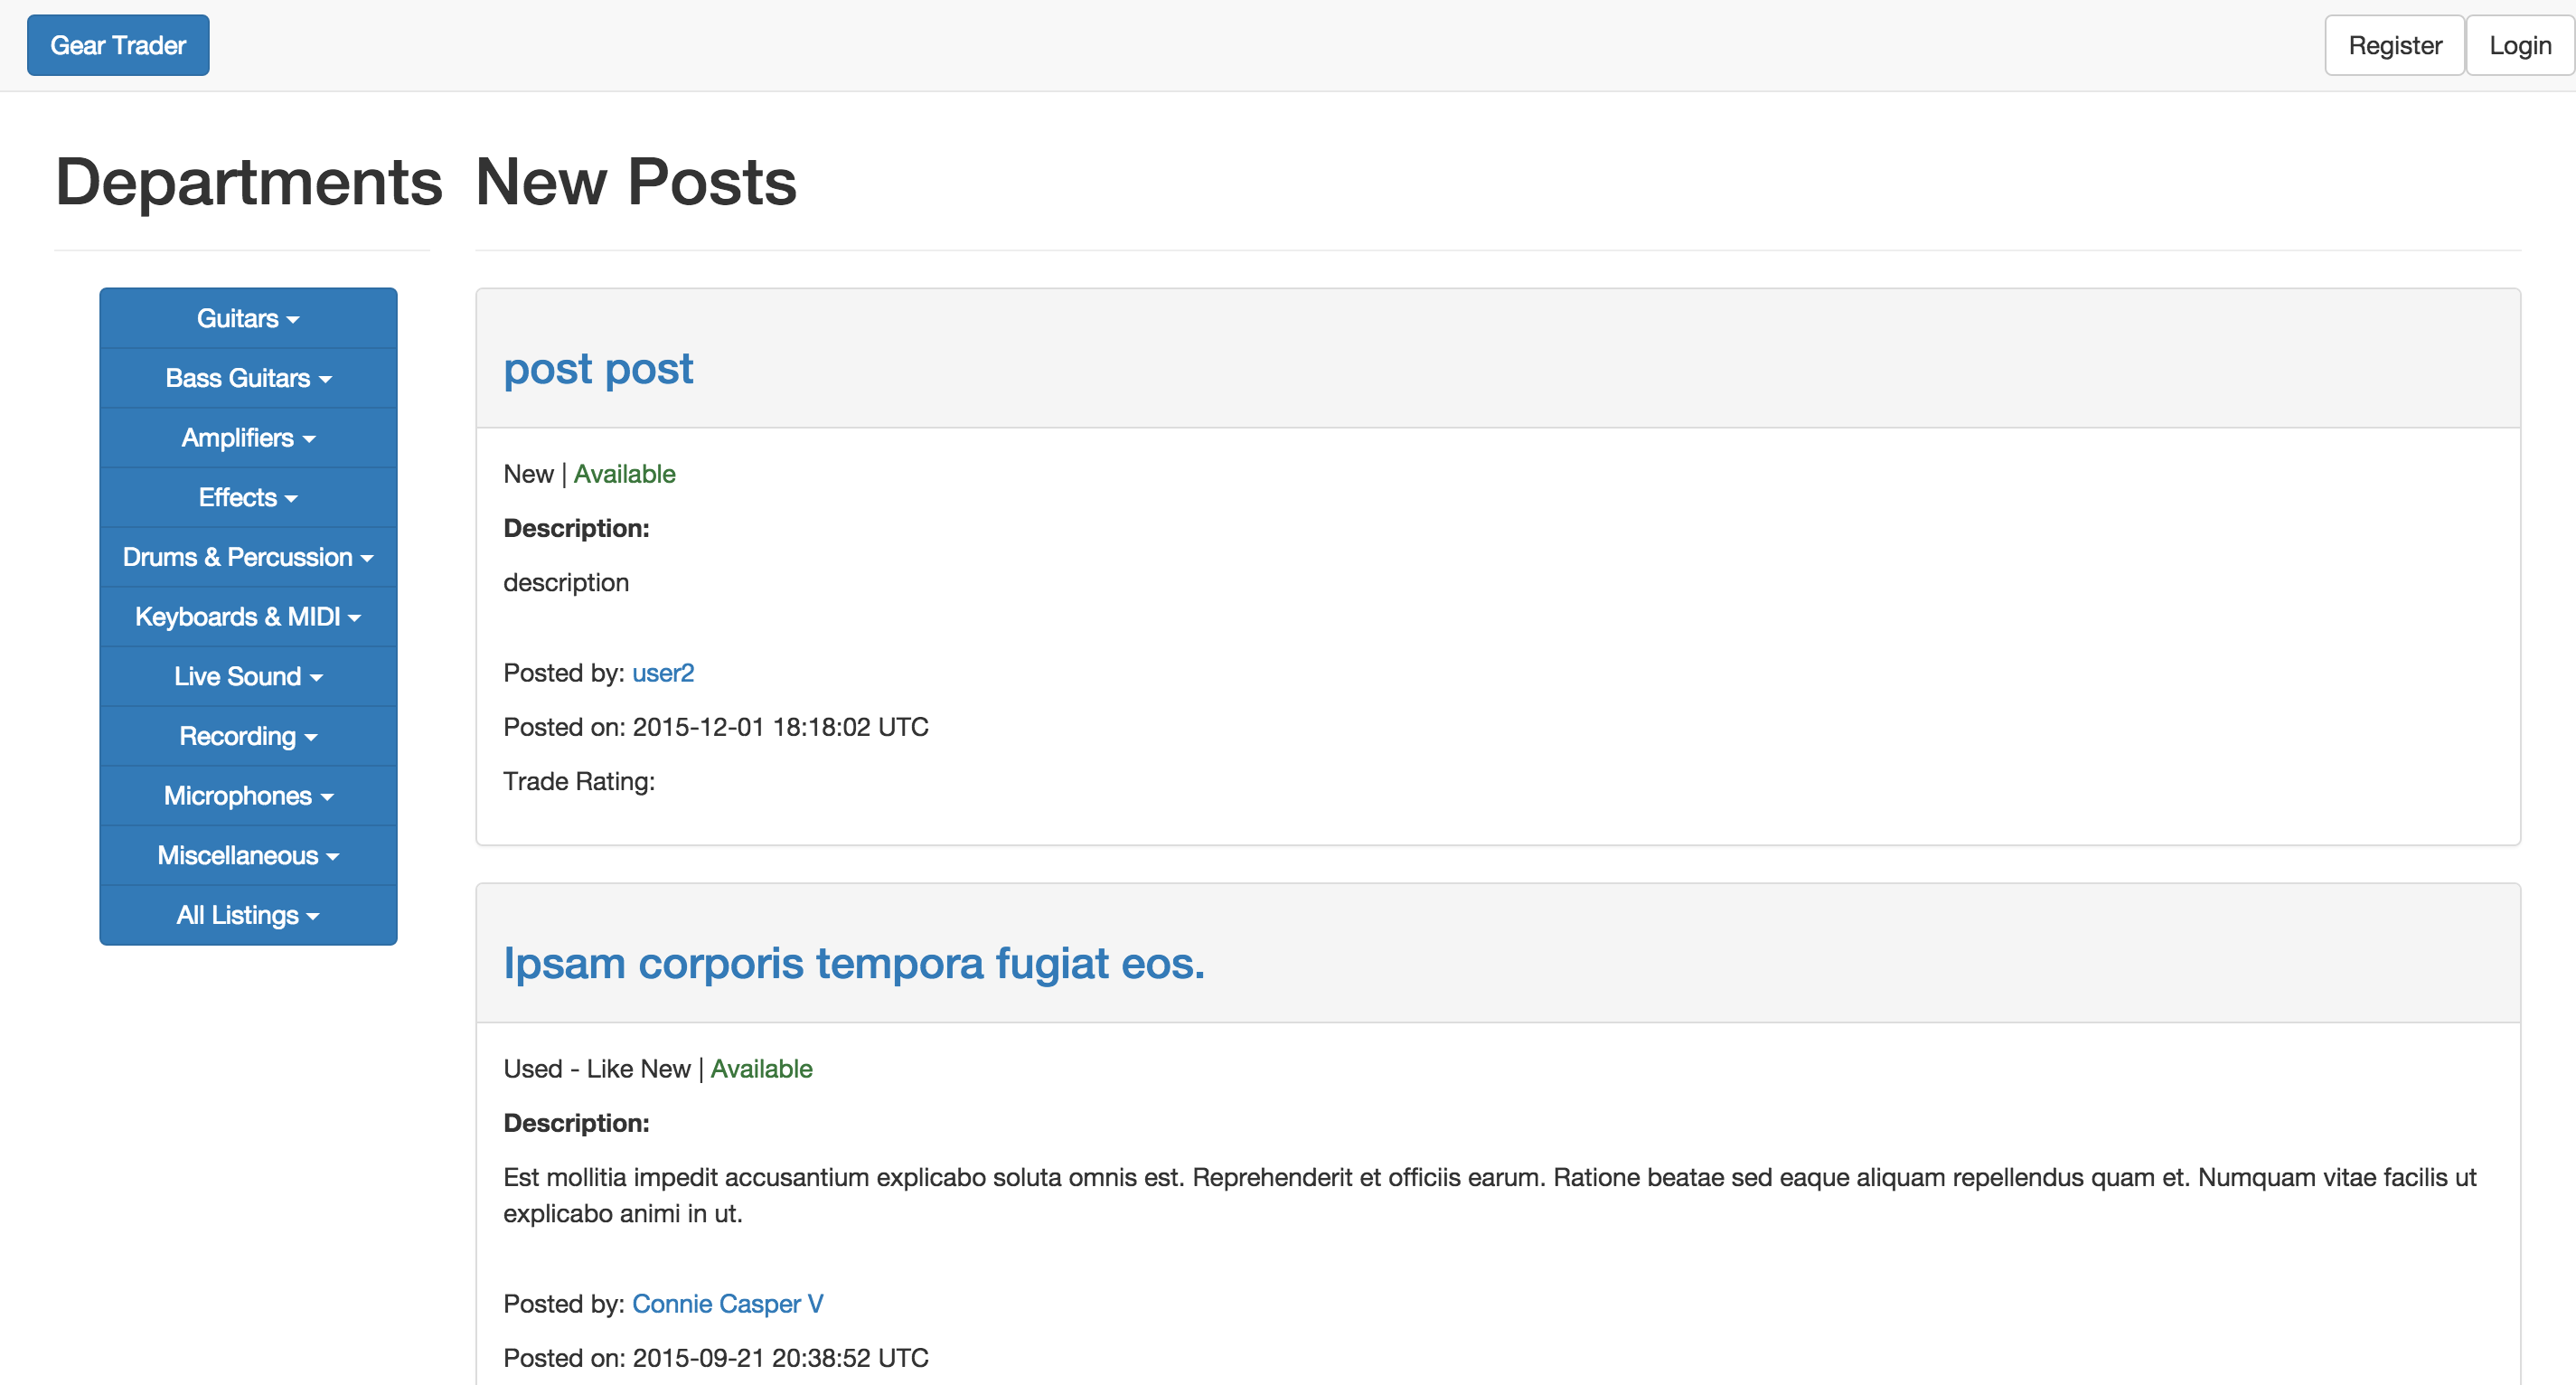 Gear Trader
Register
Login
Departments
Guitars
Bass Guitars
Amplifiers
Effects
Drums & Percussion
Keyboards & MIDI
Live Sound
Recording
Microphones
Miscellaneous
All Listings
New Posts
post post
New | Available
Description:
description
Posted by: user2
Posted on: 2015-12-01 18:18:02 UTC
Trade Rating:
Ipsam corporis tempora fugiat eos.
Used - Like New | Available
Description:
Est mollitia impedit accusantium explicabo soluta omnis est. Reprehenderit et officiis earum. Ratione beatae sed eaque aliquam repellendus quam et. Numquam vitae facilis ut
explicabo animi in ut.
Posted by: Connie Casper V
Posted on: 2015-09-21 20:38:52 UTC